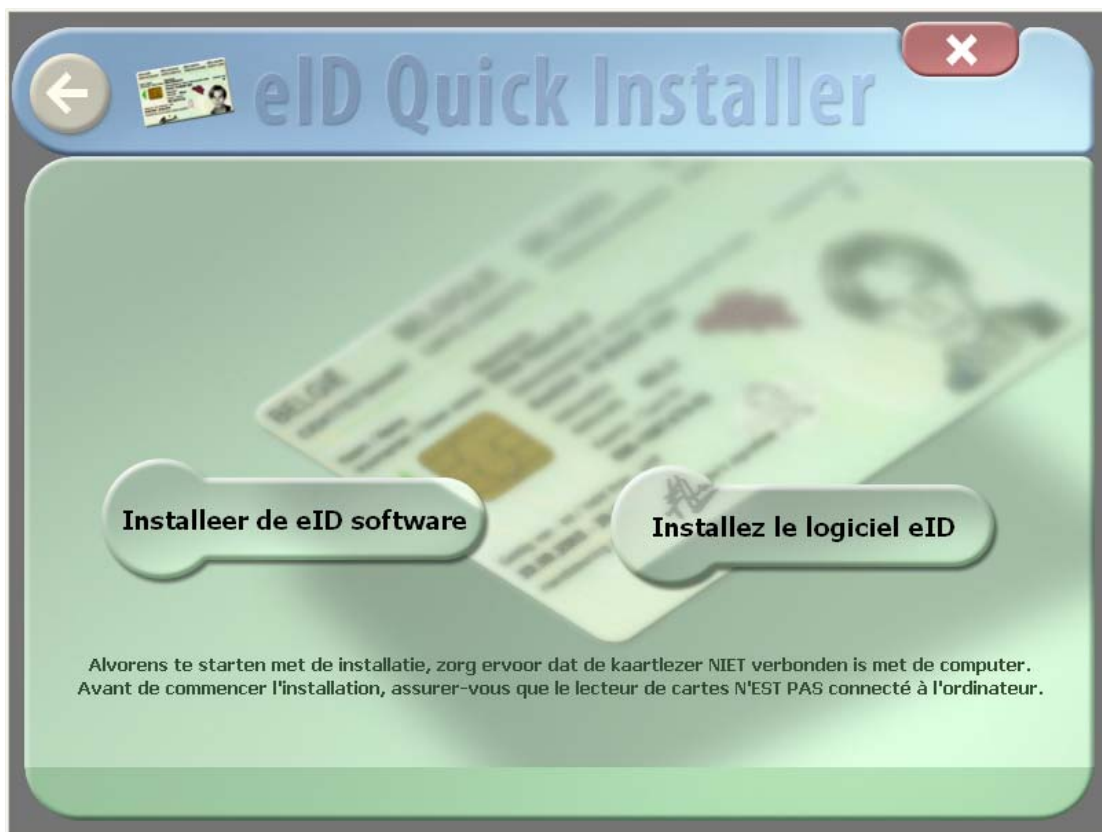 eID Quick Installer
BELGIË
Installeer de eID software
Installez le logiciel eID
Alvorens te starten met de installatie, zorg ervoor dat de kaartlezer NIET verbonden is met de computer.
Avant de commencer l'installation, assurer-vous que le lecteur de cartes N'EST PAS connecté à l'ordinateur.